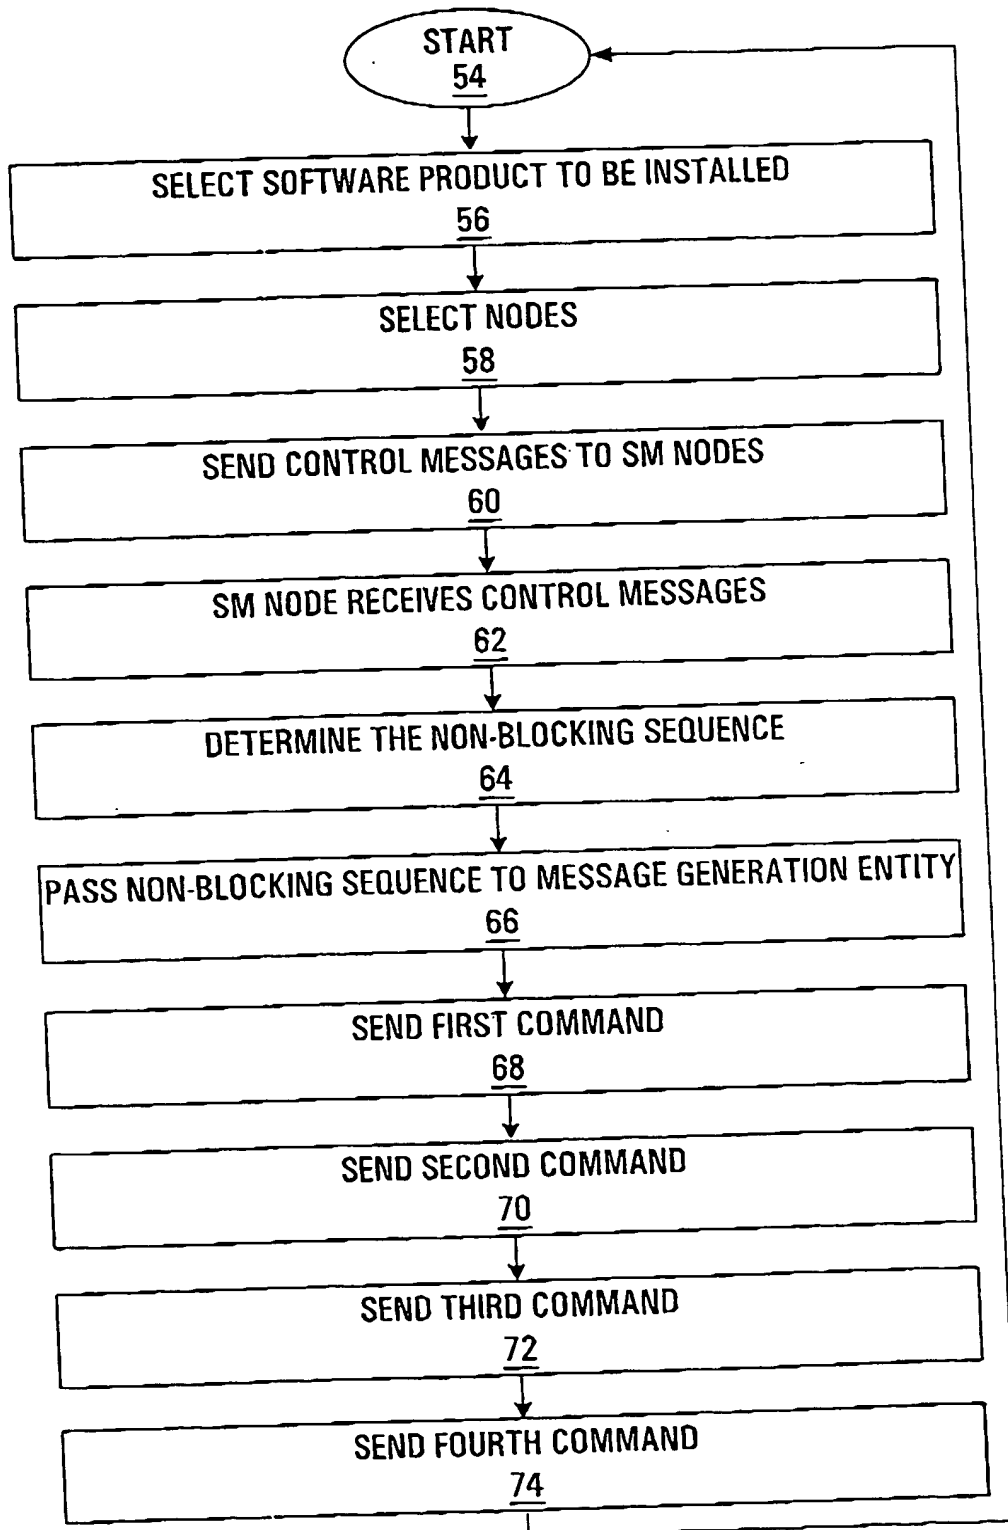 START
54
SELECT SOFTWARE PRODUCT TO BE INSTALLED
56
SELECT NODES
58
SEND CONTROL MESSAGES TO SM NODES
60
SM NODE RECEIVES CONTROL MESSAGES
62
DETERMINE THE NON-BLOCKING SEQUENCE
64
PASS NON-BLOCKING SEQUENCE TO MESSAGE GENERATION ENTITY
66
SEND FIRST COMMAND
68
SEND SECOND COMMAND
70
SEND THIRD COMMAND
72
SEND FOURTH COMMAND
74